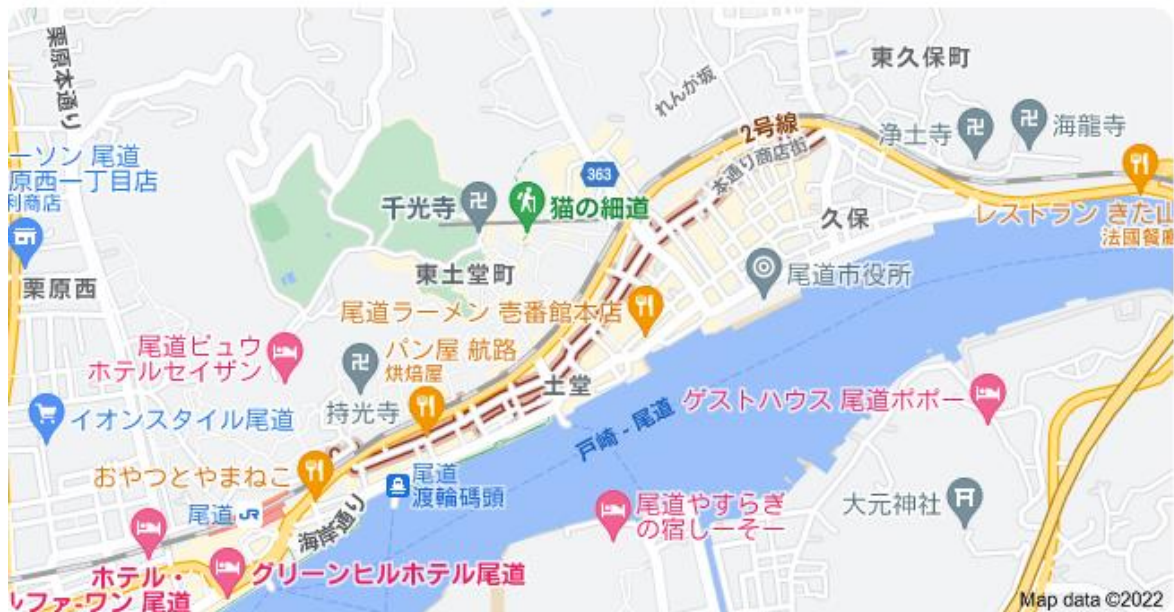 栗原本通り
東久保町
れんが坂
2号線
浄土寺
海龍寺
ーソン 尾道
原西一丁目店
利商店
363
本通り商店街
千光寺
猫の細道
久保
レストラン きた山
法國餐廳
栗原西
東土堂町
尾道市役所
尾道ラーメン 壱番館本店
尾道ビュウ
ホテルセイザン
パン屋 航路
烘焙屋
土堂
ゲストハウス 尾道ポポー
持光寺
イオンスタイル尾道
戸崎 - 尾道
おやつとやまねこ
尾道
渡輪碼頭
尾道やすらぎ
の宿しーそー
大元神社
尾道 JR
海岸通り
ホテル・
ルファ-ワン 尾道
グリーンヒルホテル尾道
Map data ©2022